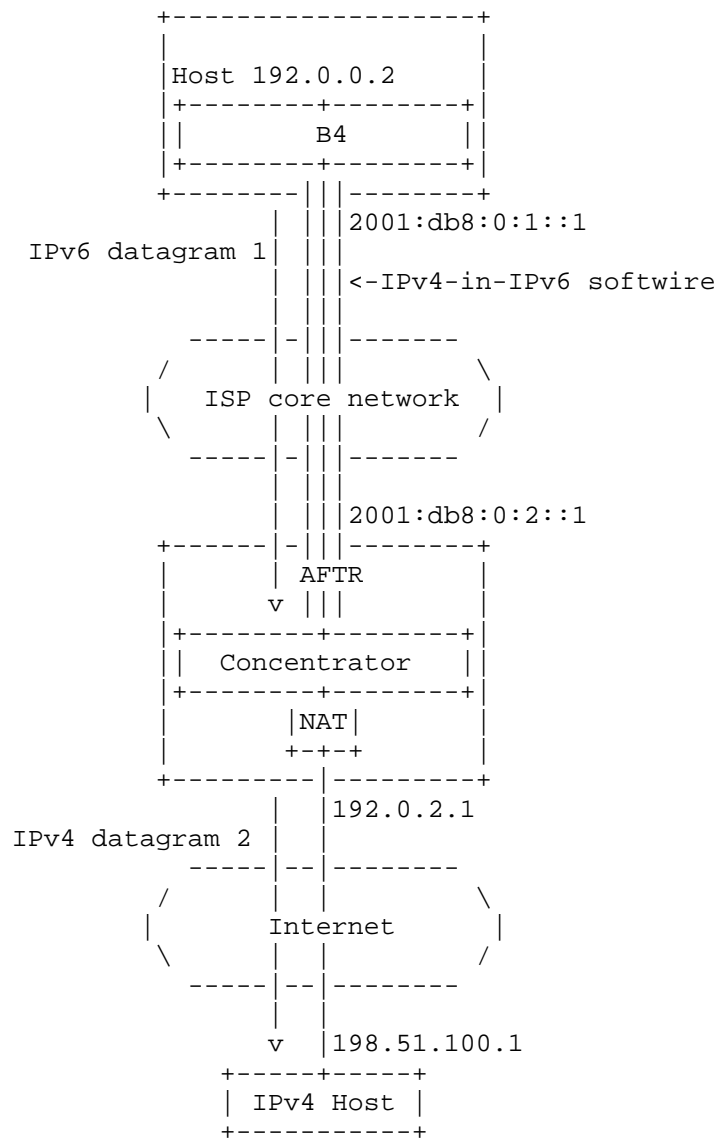 Host 192.0.0.2
B4
2001:db8:0:1::1
IPv6 datagram 1
<-IPv4-in-IPv6 softwire
ISP core network
2001:db8:0:2::1
AFTR
v
Concentrator
NAT
192.0.2.1
IPv4 datagram 2
Internet
v 198.51.100.1
IPv4 Host